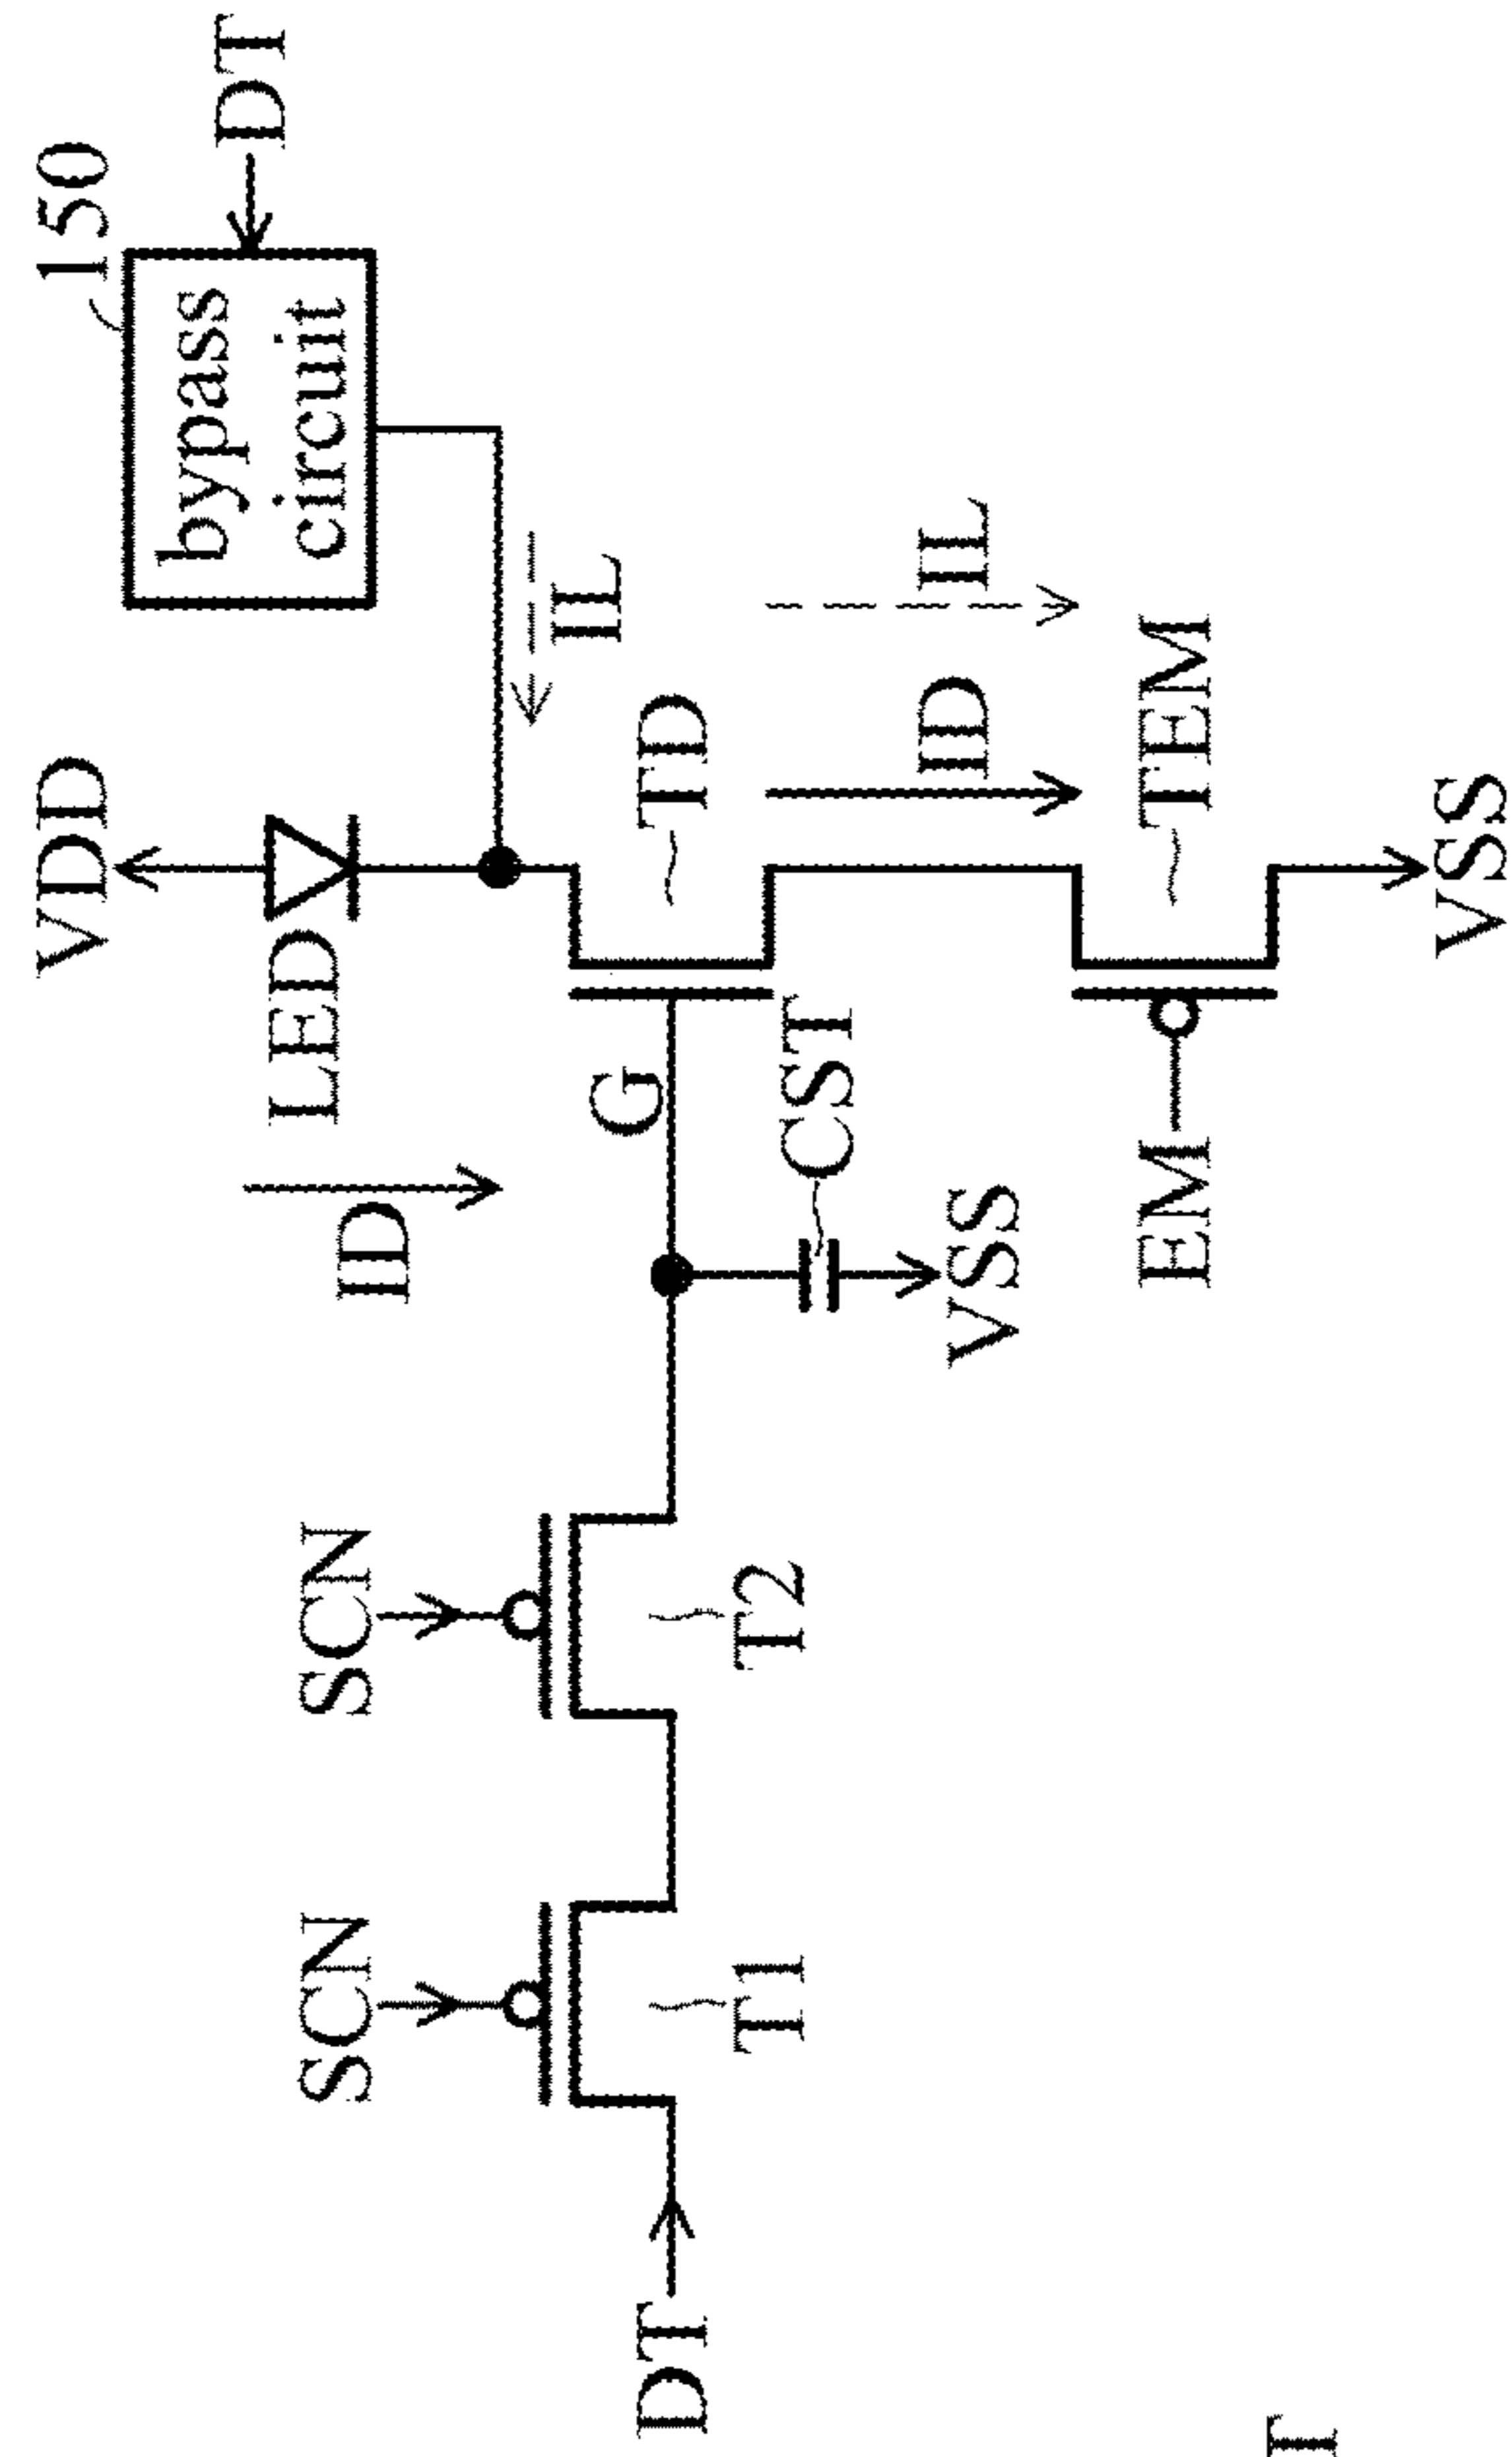 VDD
150
LED
bypass
circuit
DT
ID
SCN
SCN
IL
DT
G
TD
T1
T2
CST
ID
IL
VSS
EM
TEM
VSS